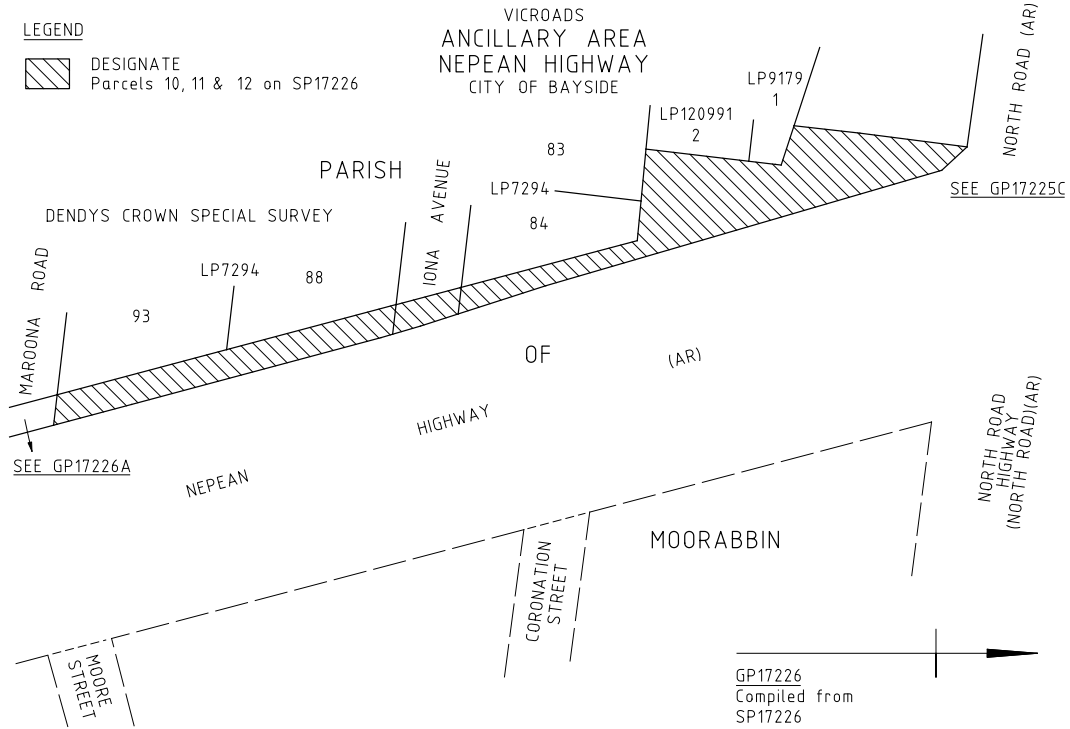 LEGEND
DESIGNATE
Parcels 10, 11 & 12 on SP17226
VICROADS
ANCILLARY AREA
NEPEAN HIGHWAY
CITY OF BAYSIDE
LP9179
1
LP120991
2
NORTH ROAD (AR)
83
PARISH
LP7294
SEE GP17225C
DENDYS CROWN SPECIAL SURVEY
IONA AVENUE
84
MAROONA ROAD
LP7294
88
93
OF
(AR)
HIGHWAY
NEPEAN
SEE GP17226A
NORTH ROAD
HIGHWAY
(NORTH ROAD)(AR)
MOORABBIN
CORONATION
STREET
MOORE
STREET
GP17226
Compiled from
SP17226